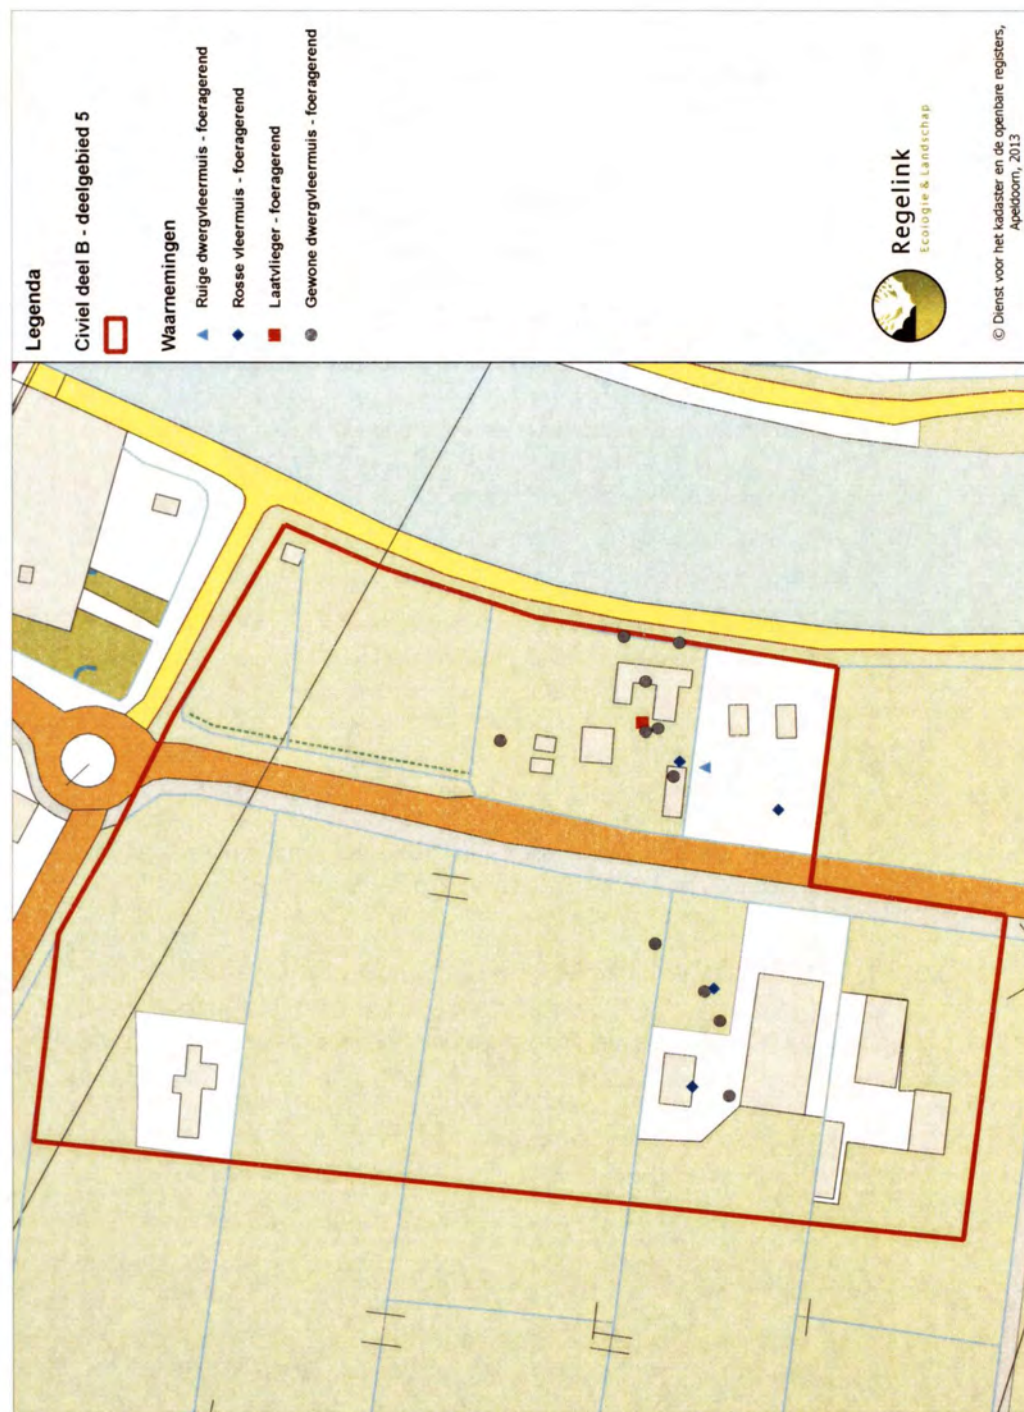 Legenda
Civiel deel B - deelgebied 5
Waarnemingen
Ruige dwergvleermuis - foeragerend
Rosse vleermuis - foeragerend
Laatvlieger - foeragerend
Gewone dwergvleermuis - foeragerend
Regelink
Ecologie & Landschap
© Dienst voor het kadaster en de openbare registers,
Apeldoorn, 2013